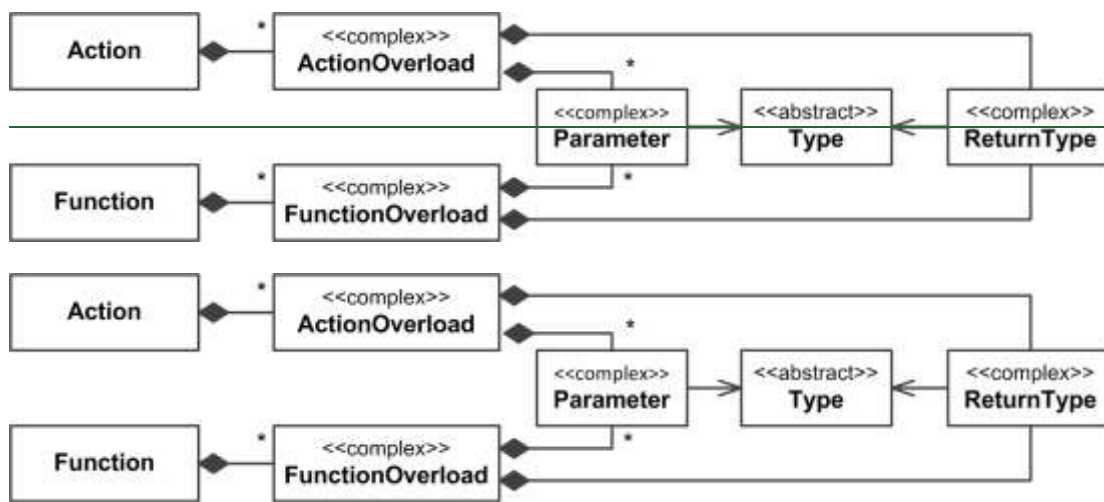 *
<<complex>>
Action
ActionOverload
*
<<complex>>
Parameter
<<abstract>>
Type
<<complex>>
ReturnType
*
<<complex>>
Function
FunctionOverload
*
*
<<complex>>
Action
ActionOverload
*
<<complex>>
Parameter
<<abstract>>
Type
<<complex>>
ReturnType
*
<<complex>>
Function
FunctionOverload
*